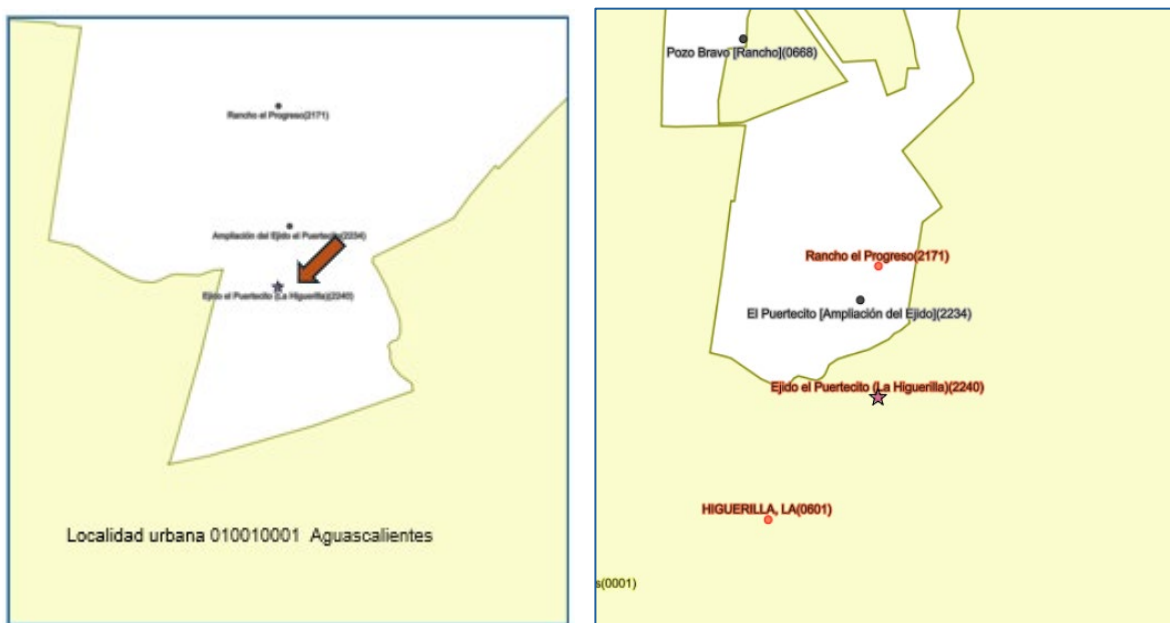 Rancho el Progreso(2171)
Ampliación del Ejido el Puertecito(2234)
Ejido el Puertecito (La Higuerilla)(2240)
Localidad urbana 010010001 Aguascalientes
Pozo Bravo [Rancho](0668)
Rancho el Progreso(2171)
El Puertecito [Ampliación del Ejido](2234)
Ejido el Puertecito (La Higuerilla)(2240)
HIGUERILLA, LA(0601)
s(0001)